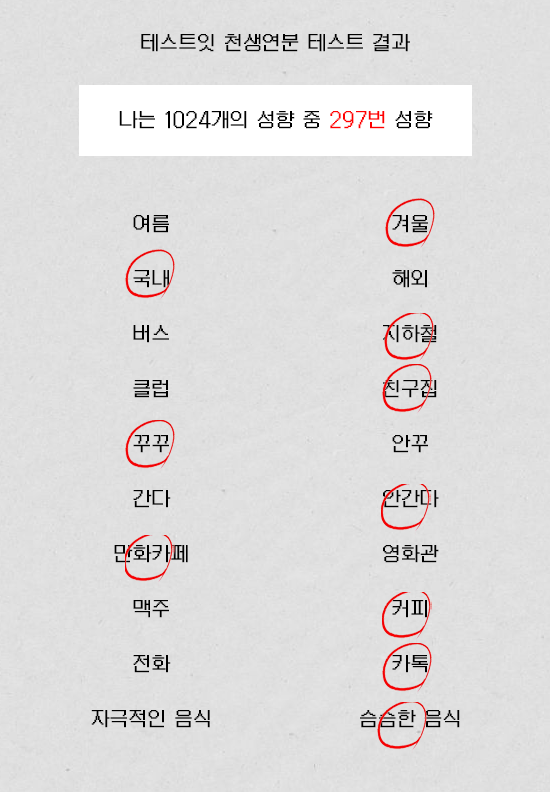 테스트잇 천생연분 테스트 결과
나는 1024개의 성향 중 297번 성향
여름 겨울
국내 해외
버스 지하철
클럽 친구집
꾸꾸 안꾸
간다 안간다
만화카페 영화관
맥주 커피
전화 카톡
자극적인 음식 슴슴한 음식